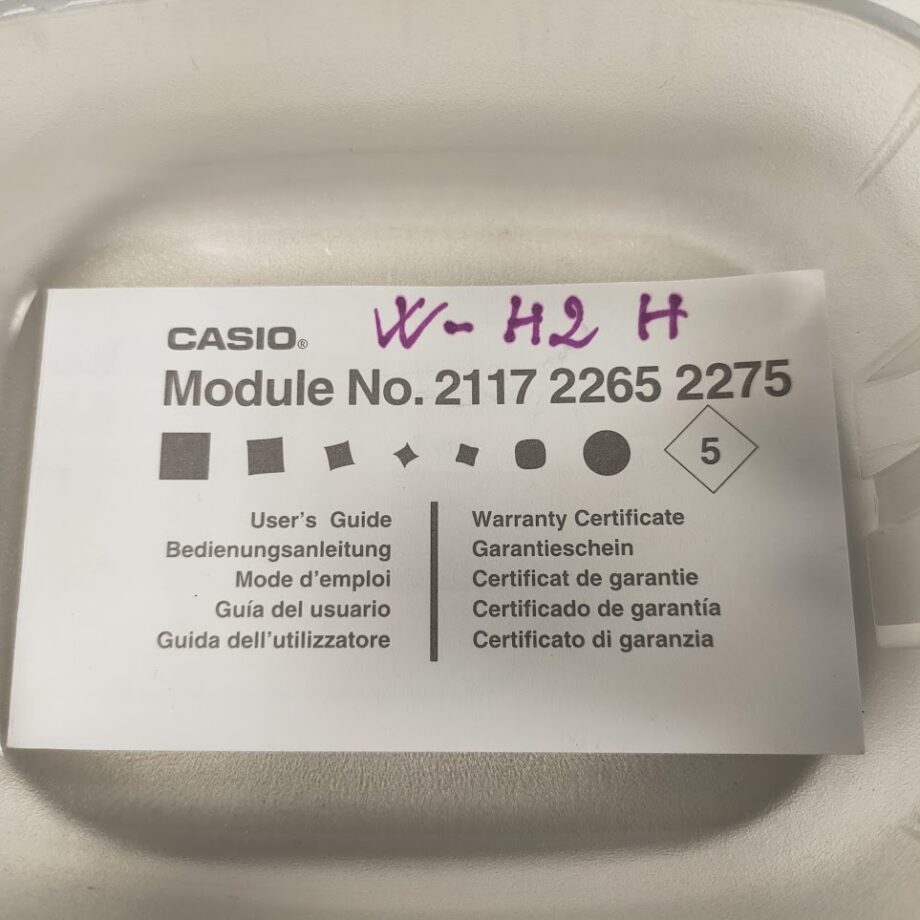 CASIO® W-H2 H
Module No. 2117 2265 2275
5
User's Guide
Bedienungsanleitung
Mode d'emploi
Guía del usuario
Guida dell'utilizzatore
Warranty Certificate
Garantieschein
Certificat de garantie
Certificado de garantía
Certificato di garanzia